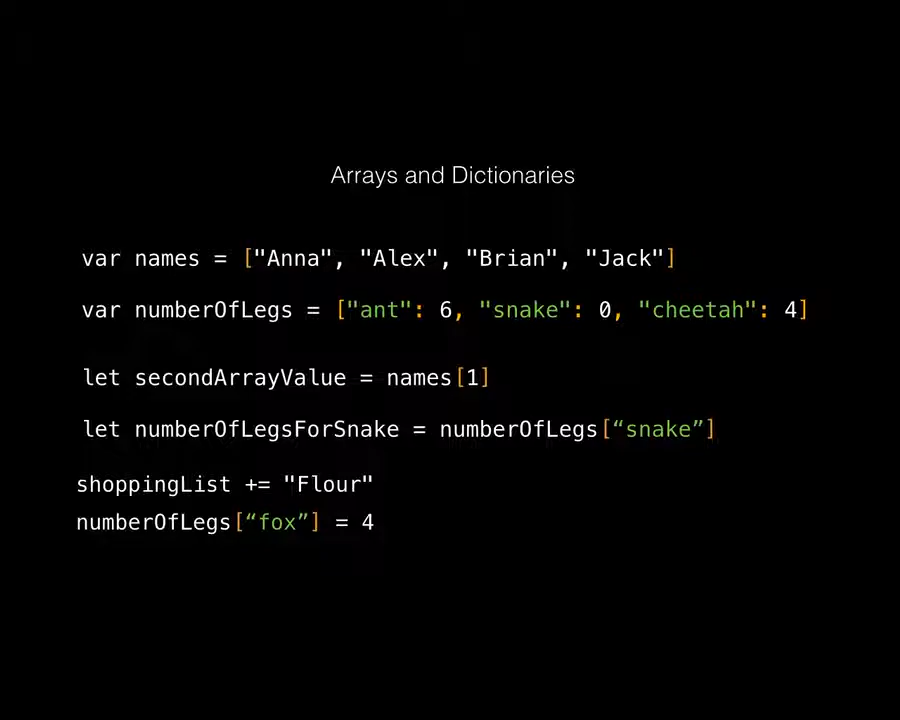 Arrays and Dictionaries
var names = ["Anna", "Alex", "Brian", "Jack"]
var numberOfLegs = ["ant": 6, "snake": 0, "cheetah": 4]
let secondArrayValue = names[1]
let numberOfLegsForSnake = numberOfLegs[“snake”]
shoppingList += "Flour"
numberOfLegs[“fox”] = 4